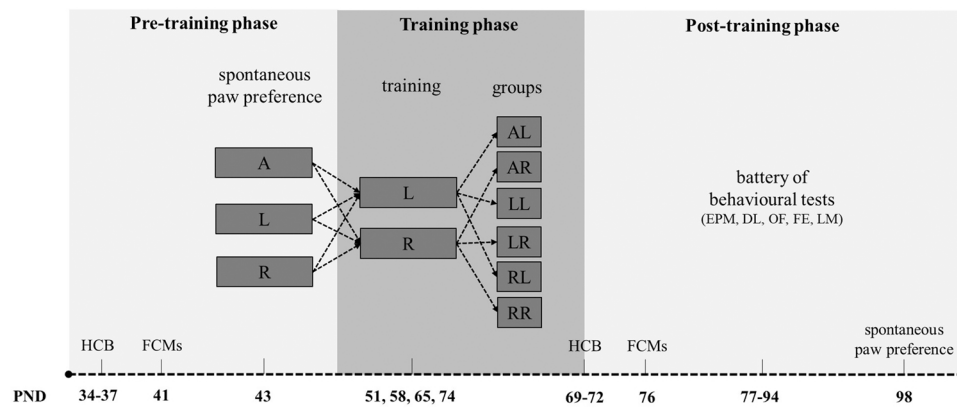 Pre-training phase
Training phase
Post-training phase
spontaneous
paw preference
training
groups
A
L
R
L
R
AL
AR
LL
LR
RL
RR
battery of
behavioural tests
(EPM, DL, OF, FE, LM)
HCB
FCMs
HCB
FCMs
spontaneous
paw preference
PND
34-37
41
43
51, 58, 65, 74
69-72
76
77-94
98